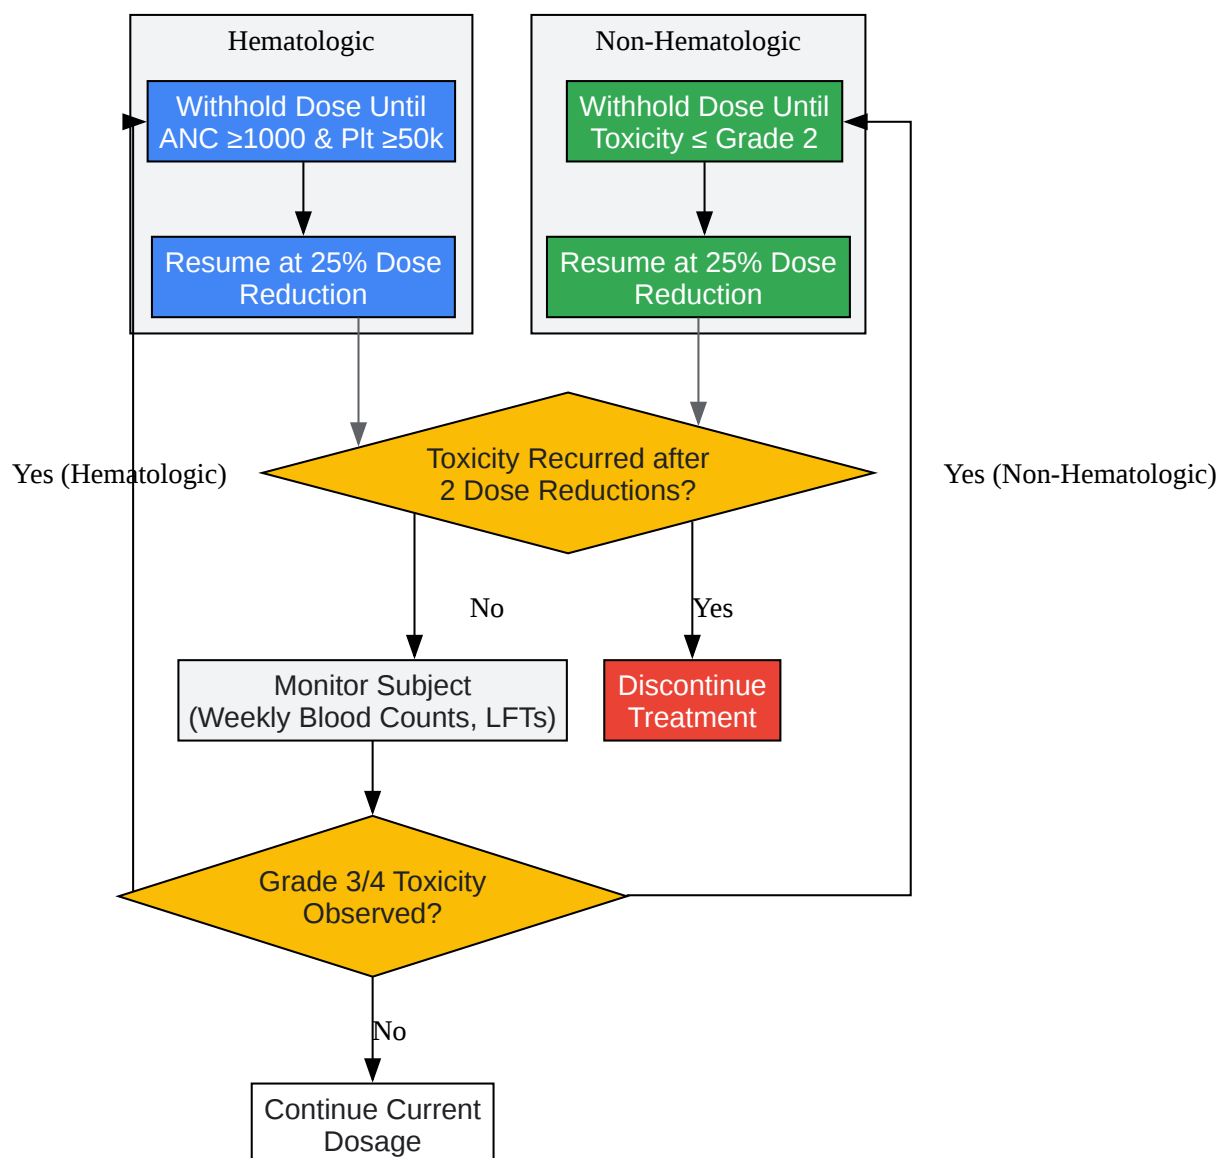 Hematologic
Non-Hematologic
Withhold Dose Until
ANC ≥1000 & Plt ≥50k
Withhold Dose Until
Toxicity ≤ Grade 2
Resume at 25% Dose
Reduction
Resume at 25% Dose
Reduction
Yes (Hematologic)
Toxicity Recurred after
2 Dose Reductions?
Yes (Non-Hematologic)
No
Yes
Monitor Subject
(Weekly Blood Counts, LFTs)
Discontinue
Treatment
Grade 3/4 Toxicity
Observed?
No
Continue Current
Dosage